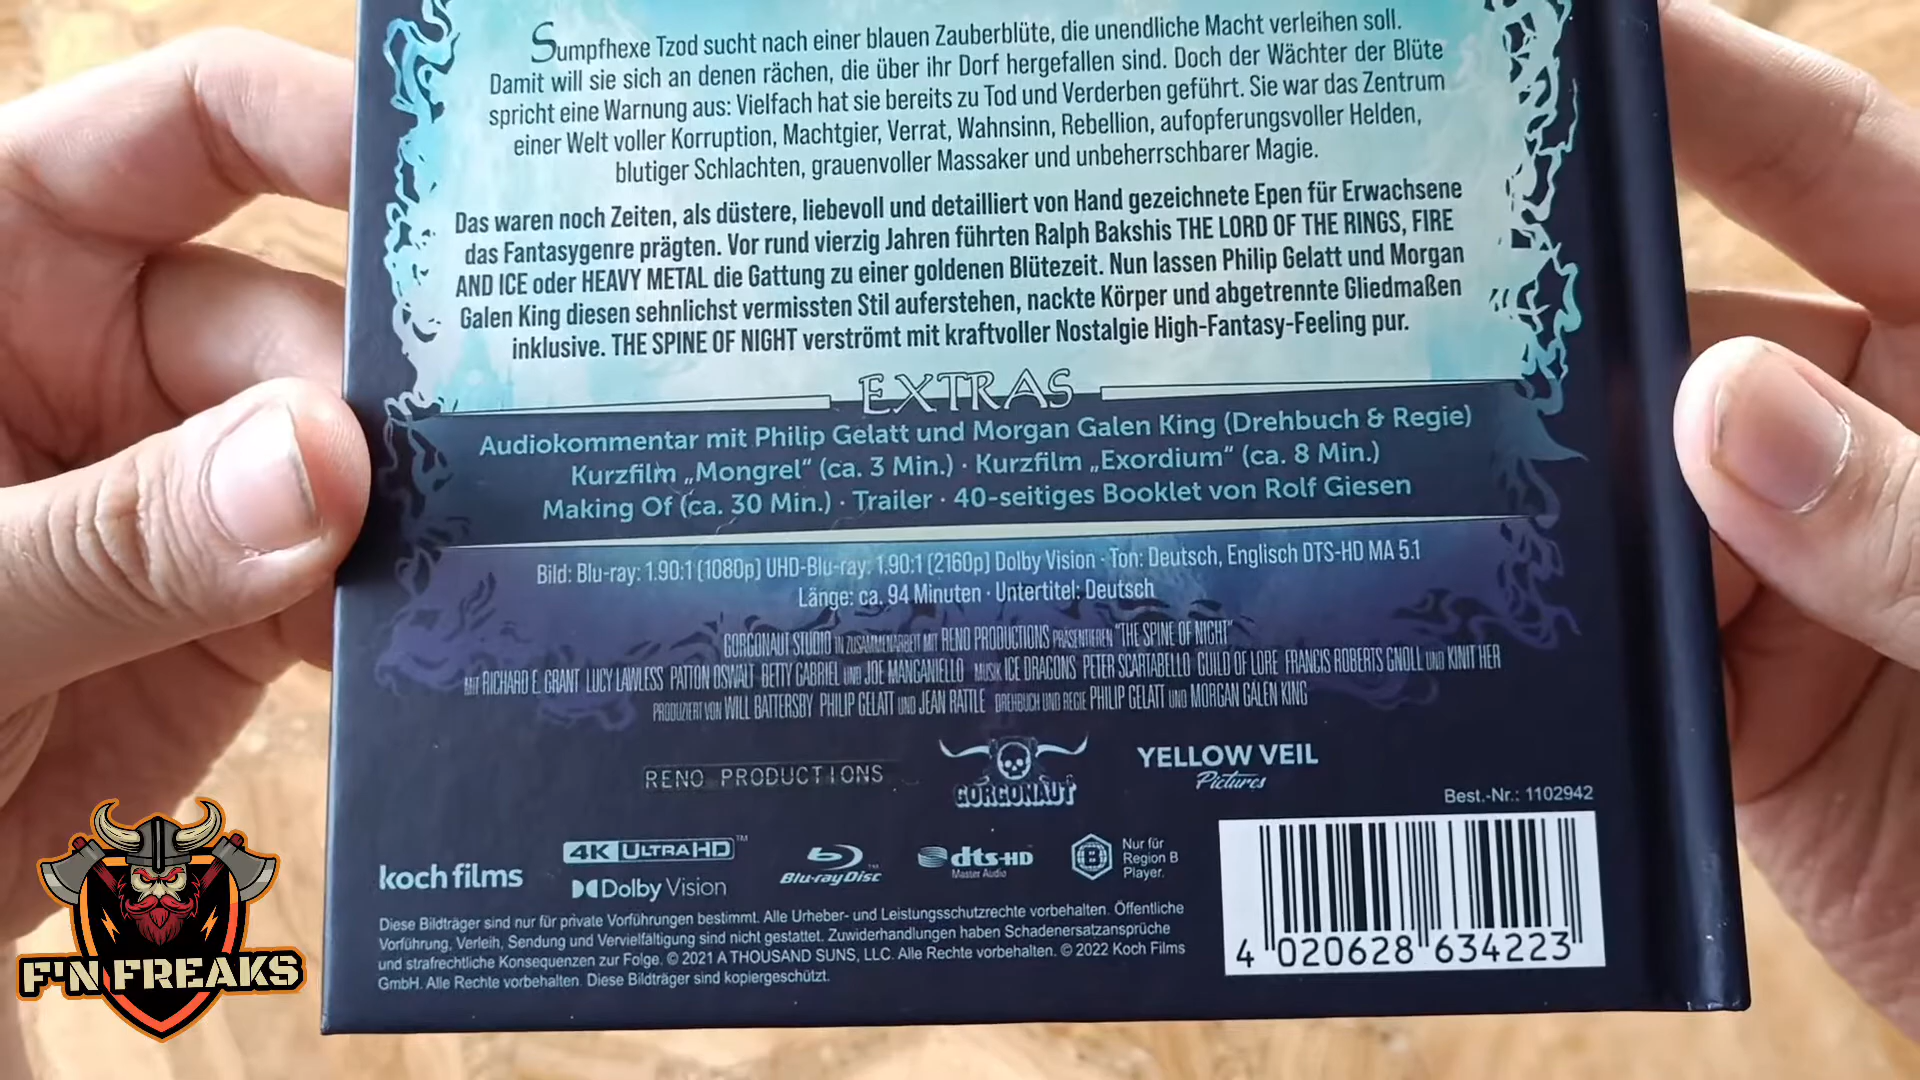 Sumpfhexe Tzod sucht nach einer blauen Zauberblüte, die unendliche Macht verleihen soll.
Damit will sie sich an denen rächen, die über ihr Dorf hergefallen sind. Doch der Wächter der Blüte
spricht eine Warnung aus: Vielfach hat sie bereits zu Tod und Verderben geführt. Sie war das Zentrum
einer Welt voller Korruption, Machtgier, Verrat, Wahnsinn, Rebellion, aufopferungsvoller Helden,
blutiger Schlachten, grauenvoller Massaker und unbeherrschbarer Magie.
Das waren noch Zeiten, als düstere, liebevoll und detailliert von Hand gezeichnete Epen für Erwachsene
das Fantasygenre prägten. Vor rund vierzig Jahren führten Ralph Bakshis THE LORD OF THE RINGS, FIRE
AND ICE oder HEAVY METAL die Gattung zu einer goldenen Blütezeit. Nun lassen Philip Gelatt und Morgan
Galen King diesen sehnlichst vermissten Stil auferstehen, nackte Körper und abgetrennte Gliedmaßen
inklusive. THE SPINE OF NIGHT verströmt mit kraftvoller Nostalgie High-Fantasy-Feeling pur.
EXTRAS
Audiokommentar mit Philip Gelatt und Morgan Galen King (Drehbuch & Regie)
Kurzfilm „Mongrel“ (ca. 3 Min.) · Kurzfilm „Exordium“ (ca. 8 Min.)
Making Of (ca. 30 Min.) · Trailer · 40-seitiges Booklet von Rolf Giesen
Bild: Blu-ray: 1.90:1 (1080p) UHD-Blu-ray: 1.90:1 (2160p) Dolby Vision · Ton: Deutsch, Englisch DTS-HD MA 5.1
Länge: ca. 94 Minuten · Untertitel: Deutsch
GORGONAUT STUDIO IN ZUSAMMENARBEIT MIT RENO PRODUCTIONS PRÄSENTIEREN "THE SPINE OF NIGHT"
MIT RICHARD E. GRANT LUCY LAWLESS PATTON OSWALT BETTY GABRIEL UND JOE MANGANIELLO MUSIK ICE DRAGONS PETER SCARTABELLO GUILD OF LORE FRANCIS ROBERTS GNOLL UND KINIT HER
PRODUZIERT VON WILL BATTERSBY PHILIP GELATT UND JEAN RATTLE DREHBUCH UND REGIE PHILIP GELATT UND MORGAN GALEN KING
RENO PRODUCTIONS
GORGONAUT
YELLOW VEIL
Pictures
Best.-Nr.: 1102942
koch films
4K ULTRA HD™
Dolby Vision
Blu-ray Disc™
dts-HD
Master Audio
B
Nur für
Region B
Player.
Diese Bildträger sind nur für private Vorführungen bestimmt. Alle Urheber- und Leistungsschutzrechte vorbehalten. Öffentliche
Vorführung, Verleih, Sendung und Vervielfältigung sind nicht gestattet. Zuwiderhandlungen haben Schadenersatzansprüche
und strafrechtliche Konsequenzen zur Folge. © 2021 A THOUSAND SUNS, LLC. Alle Rechte vorbehalten. © 2022 Koch Films
GmbH. Alle Rechte vorbehalten. Diese Bildträger sind kopiergeschützt.
4 020628 634223
F'N FREAKS